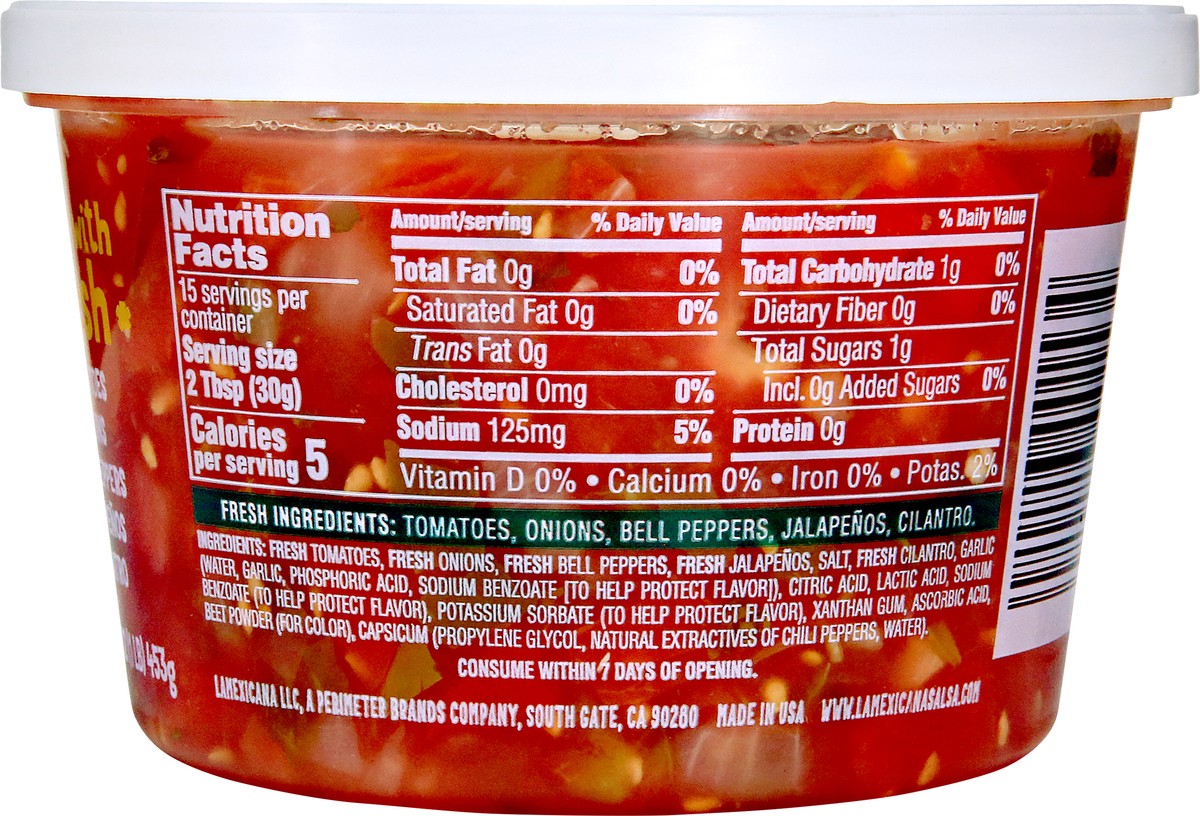 with
sh
453g
Nutrition
Facts
15 servings per
container
Serving size
2 Tbsp (30g)
Calories
per serving 5
Amount/serving % Daily Value
Total Fat 0g 0%
Saturated Fat 0g 0%
Trans Fat 0g
Cholesterol 0mg 0%
Sodium 125mg 5%
Amount/serving % Daily Value
Total Carbohydrate 1g 0%
Dietary Fiber 0g 0%
Total Sugars 1g
Incl. 0g Added Sugars 0%
Protein 0g
Vitamin D 0% • Calcium 0% • Iron 0% • Potas. 2%
FRESH INGREDIENTS: TOMATOES, ONIONS, BELL PEPPERS, JALAPEÑOS, CILANTRO.
INGREDIENTS: FRESH TOMATOES, FRESH ONIONS, FRESH BELL PEPPERS, FRESH JALAPEÑOS, SALT, FRESH CILANTRO, GARLIC
(WATER, GARLIC, PHOSPHORIC ACID, SODIUM BENZOATE [TO HELP PROTECT FLAVOR]), CITRIC ACID, LACTIC ACID, SODIUM
BENZOATE (TO HELP PROTECT FLAVOR), POTASSIUM SORBATE (TO HELP PROTECT FLAVOR), XANTHAN GUM, ASCORBIC ACID,
BEET POWDER (FOR COLOR), CAPSICUM (PROPYLENE GLYCOL, NATURAL EXTRACTIVES OF CHILI PEPPERS, WATER).
CONSUME WITHIN 7 DAYS OF OPENING.
LAMEXICANA LLC, A PERIMETER BRANDS COMPANY, SOUTH GATE, CA 90280 MADE IN USA WWW.LAMEXICANASALSA.COM